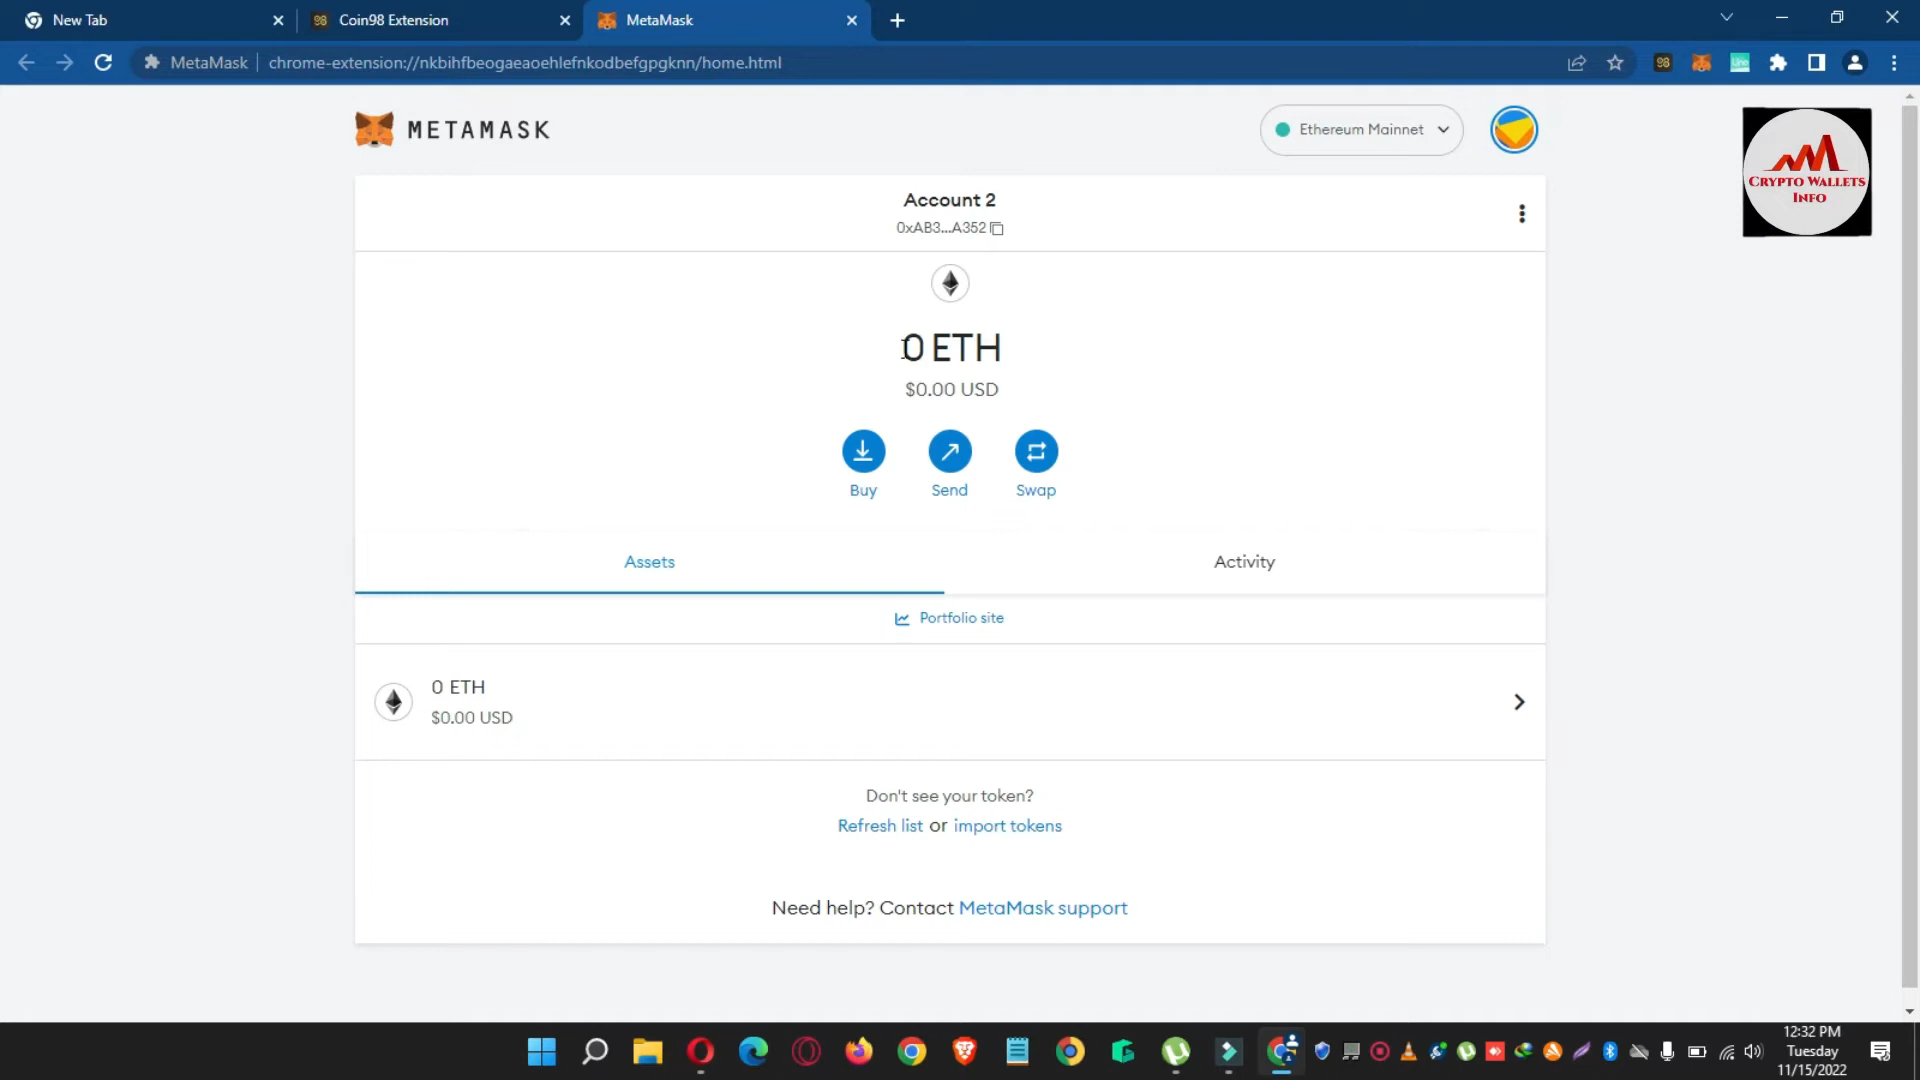 New Tab
Coin98 Extension
MetaMask
MetaMask
chrome-extension://nkbihfbeogaeaoehlefnkodbefgpgknn/home.html
METAMASK
Ethereum Mainnet
CRYPTO WALLETS
INFO
Account 2
0xAB3...A352
0 ETH
$0.00 USD
Buy
Send
Swap
Assets
Activity
Portfolio site
0 ETH
$0.00 USD
Don't see your token?
Refresh list or import tokens
Need help? Contact MetaMask support
12:32 PM
Tuesday
11/15/2022